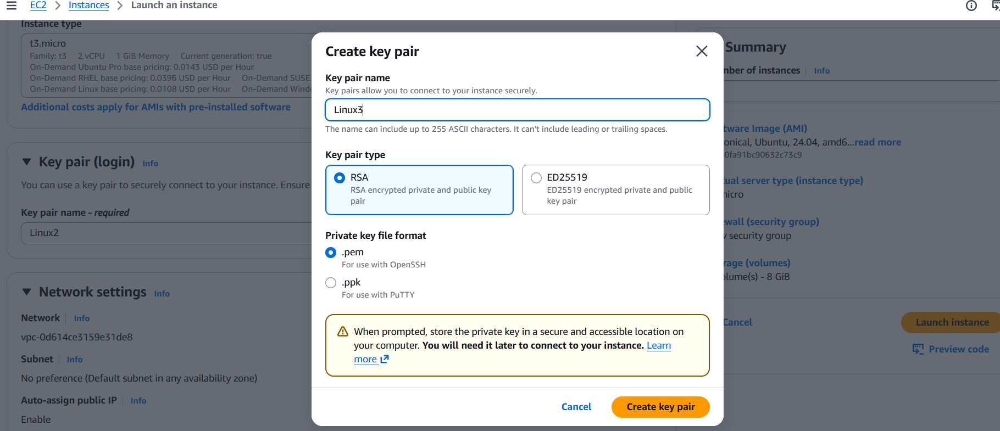 EC2 > Instances > Launch an instance
Instance type
t3.micro
Family: t3 2 vCPU 1 GiB Memory Current generation: true
On-Demand Ubuntu Pro base pricing: 0.0143 USD per Hour
On-Demand RHEL base pricing: 0.0396 USD per Hour On-Demand SUSE
On-Demand Linux base pricing: 0.0108 USD per Hour On-Demand
Additional costs apply for AMIs with pre-installed software
Key pair (login) Info
You can use a key pair to securely connect to your instance. Ensure
Key pair name - required
Linux2
Network settings Info
Network Info
vpc-0d614ce3159e31de8
Subnet Info
No preference (Default subnet in any availability zone)
Auto-assign public IP Info
Enable
Create key pair
Key pair name
Key pairs allow you to connect to your instance securely.
Linux3
The name can include up to 255 ASCII characters. It can't include leading or trailing spaces.
Key pair type
RSA
RSA encrypted private and public key
pair
ED25519
ED25519 encrypted private and public
key pair
Private key file format
.pem
For use with OpenSSH
.ppk
For use with PuTTY
When prompted, store the private key in a secure and accessible location on
your computer. You will need it later to connect to your instance. Learn
more
Cancel
Create key pair
Summary
of instances Info
Image (AMI)
Ubuntu, 24.04, amd6...read more
0fa91bc90632c73c9
server type (instance type)
(security group)
security group
(volumes)
- 8 GiB
Cancel
Launch instance
Preview code